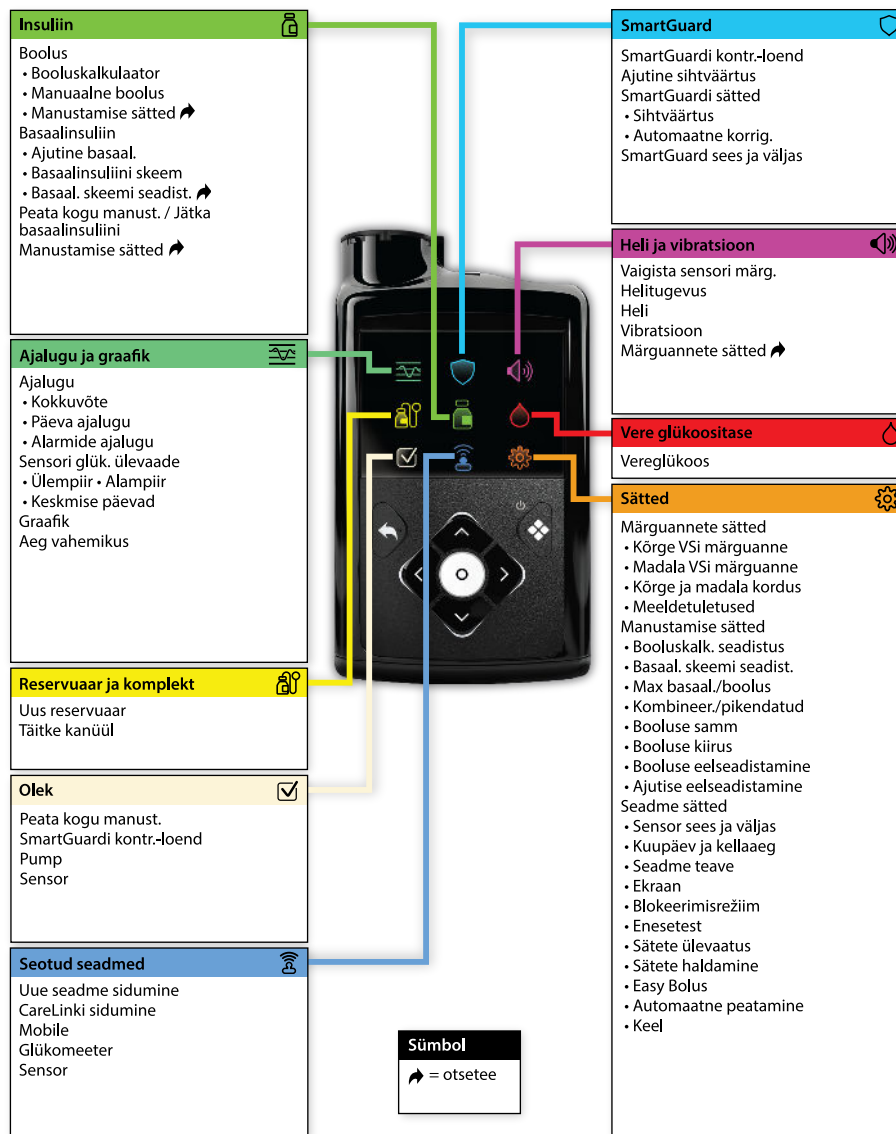 Insuliin
Boolus
• Booluskalkulaator
• Manuaalne boolus
• Manustamise sätted
Basaalinsuliin
• Ajutine basaal.
• Basaalinsuliini skeem
• Basaal. skeemi seadist.
Peata kogu manust. / Jätka
basaalinsuliini
Manustamise sätted
Ajalugu ja graafik
Ajalugu
• Kokkuvõte
• Päeva ajalugu
• Alarmide ajalugu
Sensori glük. ülevaade
• Ülempiir • Alampiir
• Keskmise päevad
Graafik
Aeg vahemikus
Reservuaar ja komplekt
Uus reservuaar
Täitke kanüül
Olek
Peata kogu manust.
SmartGuardi kontr.-loend
Pump
Sensor
Seotud seadmed
Uue seadme sidumine
CareLinki sidumine
Mobile
Glükomeeter
Sensor
SmartGuard
SmartGuardi kontr.-loend
Ajutine sihtväärtus
SmartGuardi sätted
• Sihtväärtus
• Automaatne korrig.
SmartGuard sees ja väljas
Heli ja vibratsioon
Vaigista sensori märg.
Helitugevus
Heli
Vibratsioon
Märguannete sätted
Vere glükoositase
Vereglükoos
Sätted
Märguannete sätted
• Kõrge VSi märguanne
• Madala VSi märguanne
• Kõrge ja madala kordus
• Meeldetuletused
Manustamise sätted
• Booluskalk. seadistus
• Basaal. skeemi seadist.
• Max basaal./boolus
• Kombineer./pikendatud
• Booluse samm
• Booluse kiirus
• Booluse eelseadistamine
• Ajutise eelseadistamine
Seadme sätted
• Sensor sees ja väljas
• Kuupäev ja kellaaeg
• Seadme teave
• Ekraan
• Blokeerimisrežiim
• Enesetest
• Sätete ülevaatus
• Sätete haldamine
• Easy Bolus
• Automaatne peatamine
• Keel
Sümbol
= otsetee